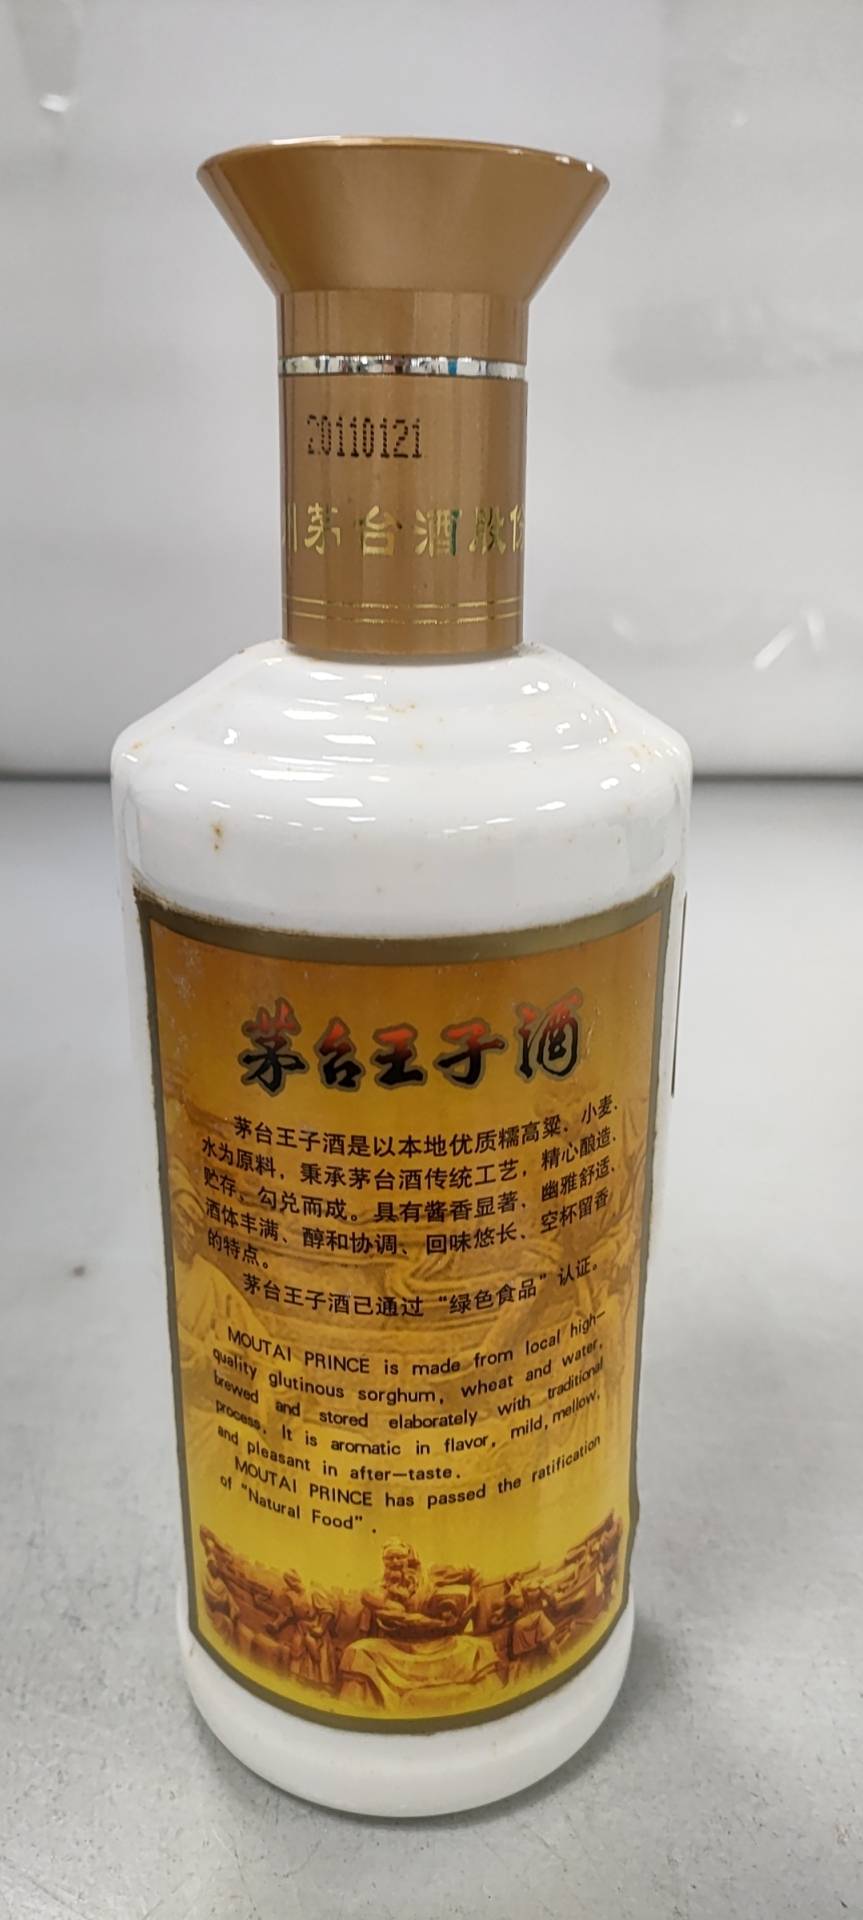 20110121
茅台酒股份
茅台王子酒
茅台王子酒是以本地优质糯高粱、小麦、
水为原料，秉承茅台酒传统工艺，精心酿造、
贮存、勾兑而成。具有酱香显著、幽雅舒适、
酒体丰满、醇和协调、回味悠长、空杯留香
的特点。
茅台王子酒已通过“绿色食品”认证。
MOUTAI PRINCE is made from local high-
quality glutinous sorghum, wheat and water,
brewed and stored elaborately with traditional
process. It is aromatic in flavor, mild, mellow,
and pleasant in after-taste.
MOUTAI PRINCE has passed the ratification
of "Natural Food".